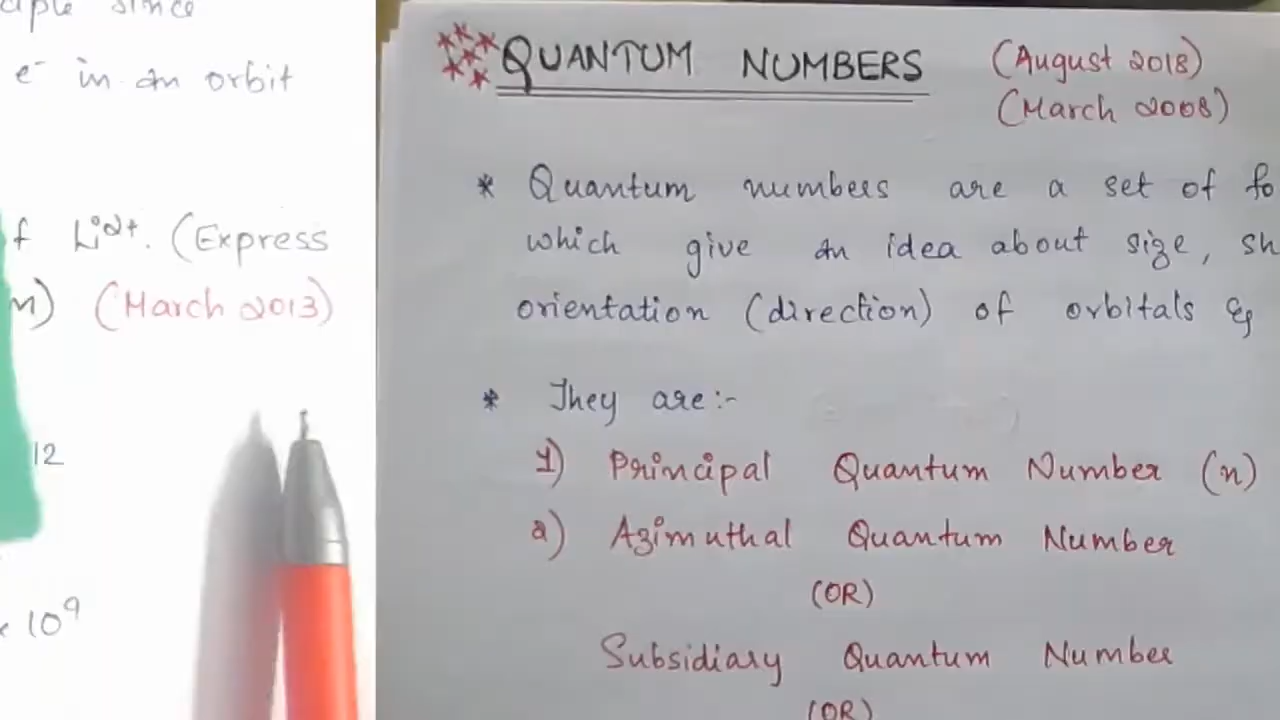 since
e⁻ in an orbit
Li²⁺. (Express
(March 2013)
12
10⁹
QUANTUM NUMBERS (August 2018)
(March 2008)
* Quantum numbers are a set of fo
which give an idea about size, sh
orientation (direction) of orbitals &
* They are:-
1) Principal Quantum Number (n)
2) Azimuthal Quantum Number
(OR)
Subsidiary Quantum Number
(OR)